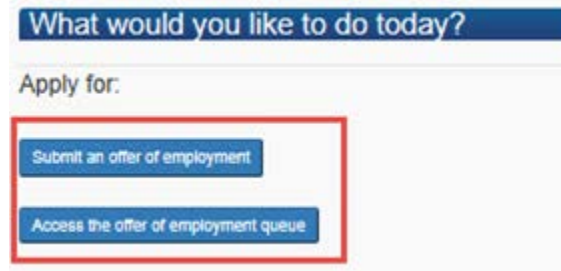 What would you like to do today?
Apply for:
Submit an offer of employment
Access the offer of employment queue